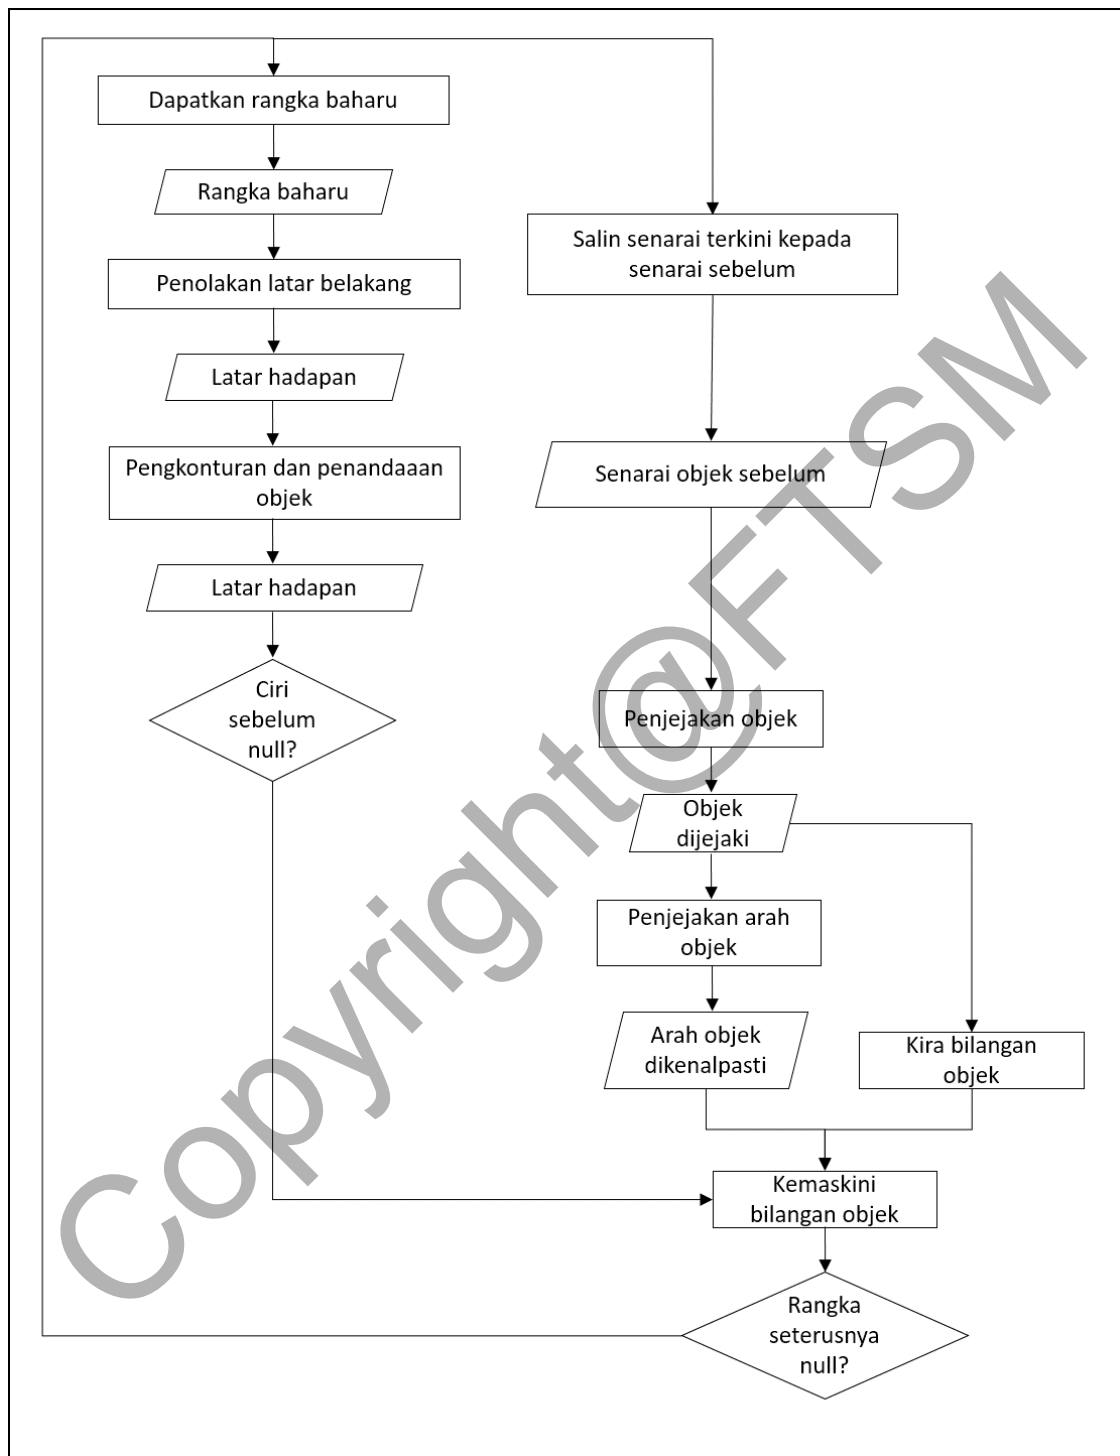 Dapatkan rangka baharu
Rangka baharu
Penolakan latar belakang
Latar hadapan
Pengkonturan dan penandaaan
objek
Latar hadapan
Ciri
sebelum
null?
Salin senarai terkini kepada
senarai sebelum
Senarai objek sebelum
Penjejakan objek
Objek
dijejaki
Penjejakan arah
objek
Arah objek
dikenalpasti
Kira bilangan
objek
Kemaskini
bilangan objek
Rangka
seterusnya
null?
Copyright@FTSM